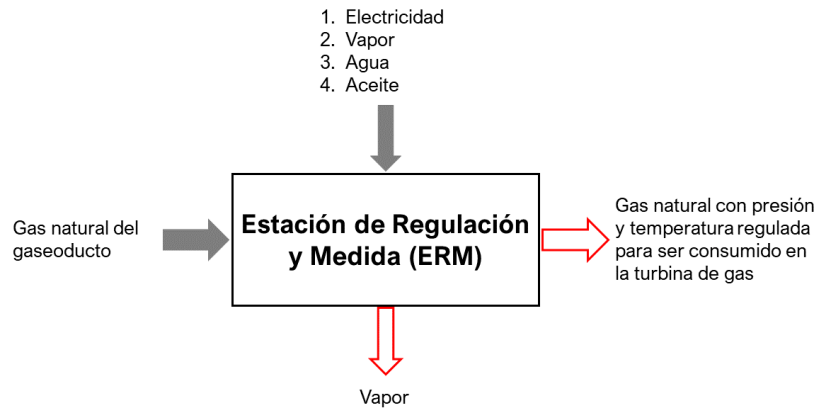 1. Electricidad
2. Vapor
3. Agua
4. Aceite
Gas natural del
gaseoducto
Estación de Regulación
y Medida (ERM)
Gas natural con presión
y temperatura regulada
para ser consumido en
la turbina de gas
Vapor